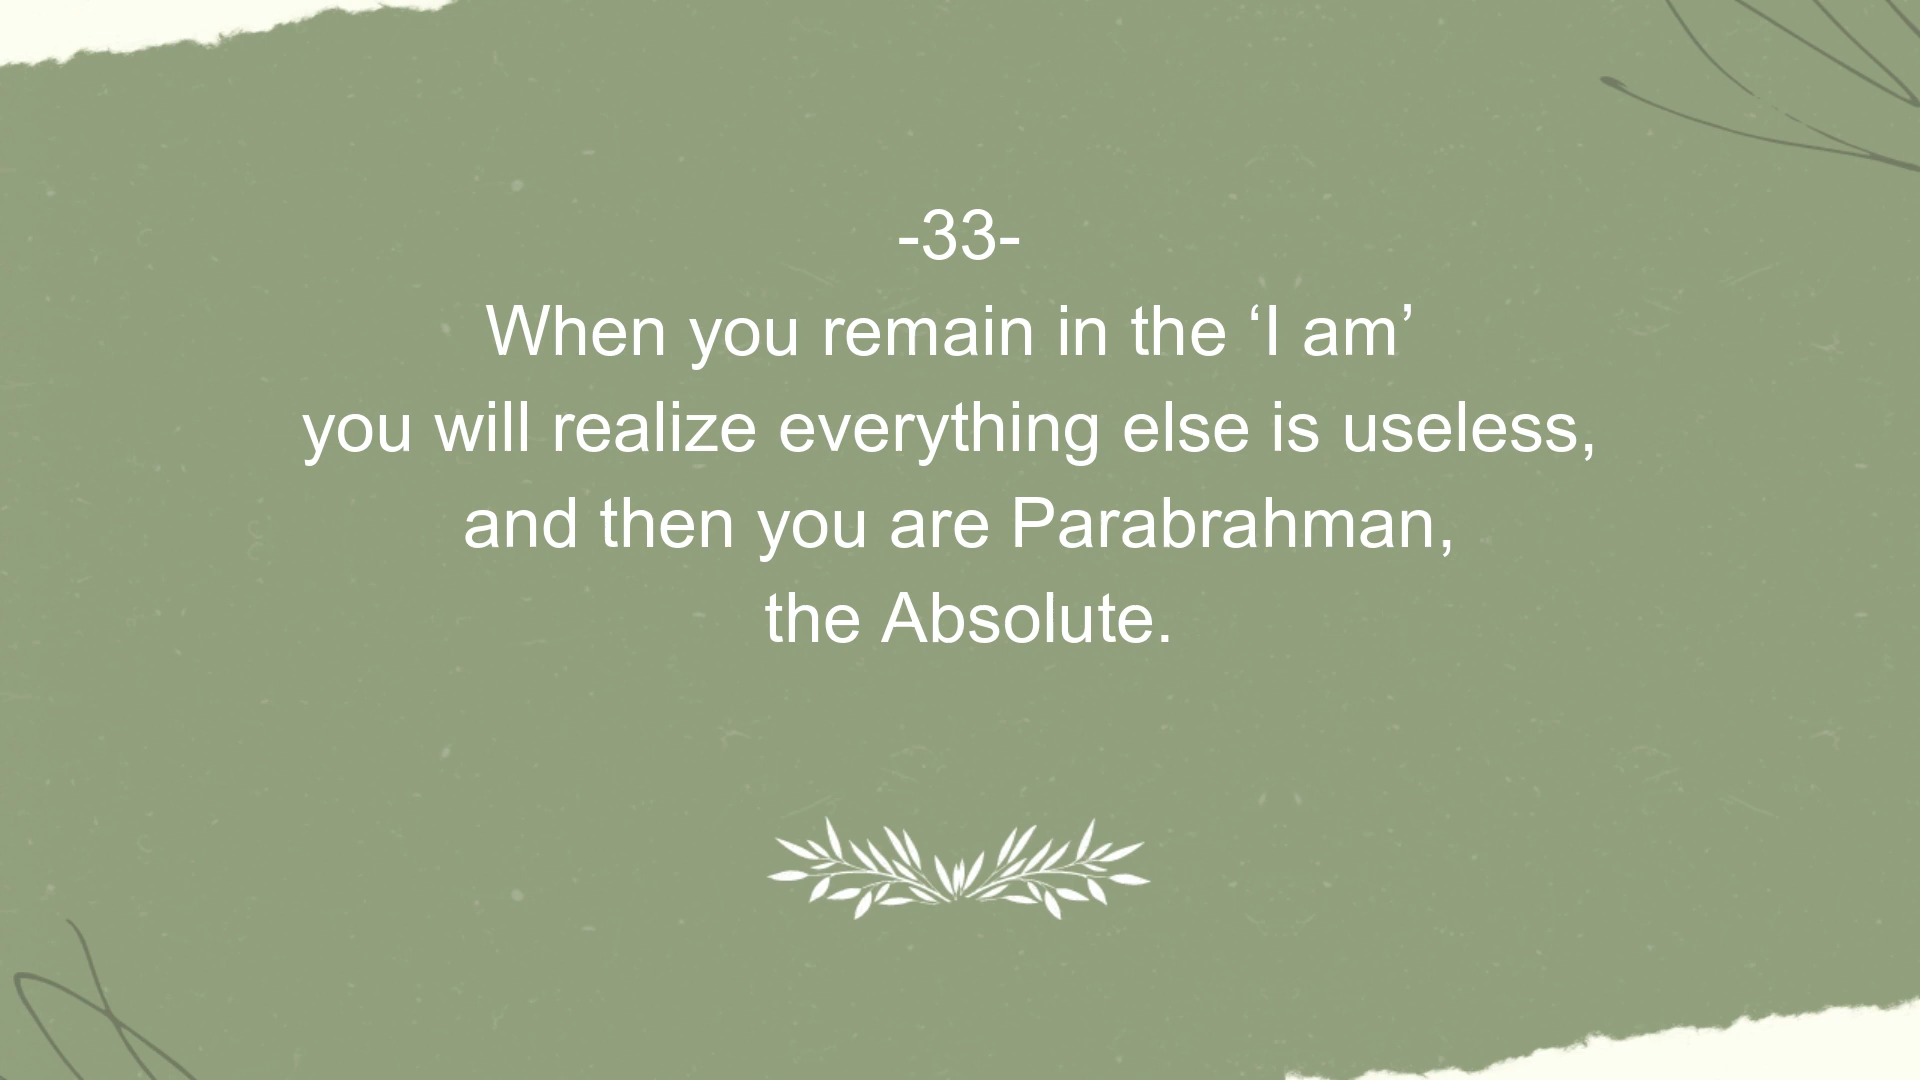 -33-
When you remain in the ‘I am’
you will realize everything else is useless,
and then you are Parabrahman,
the Absolute.